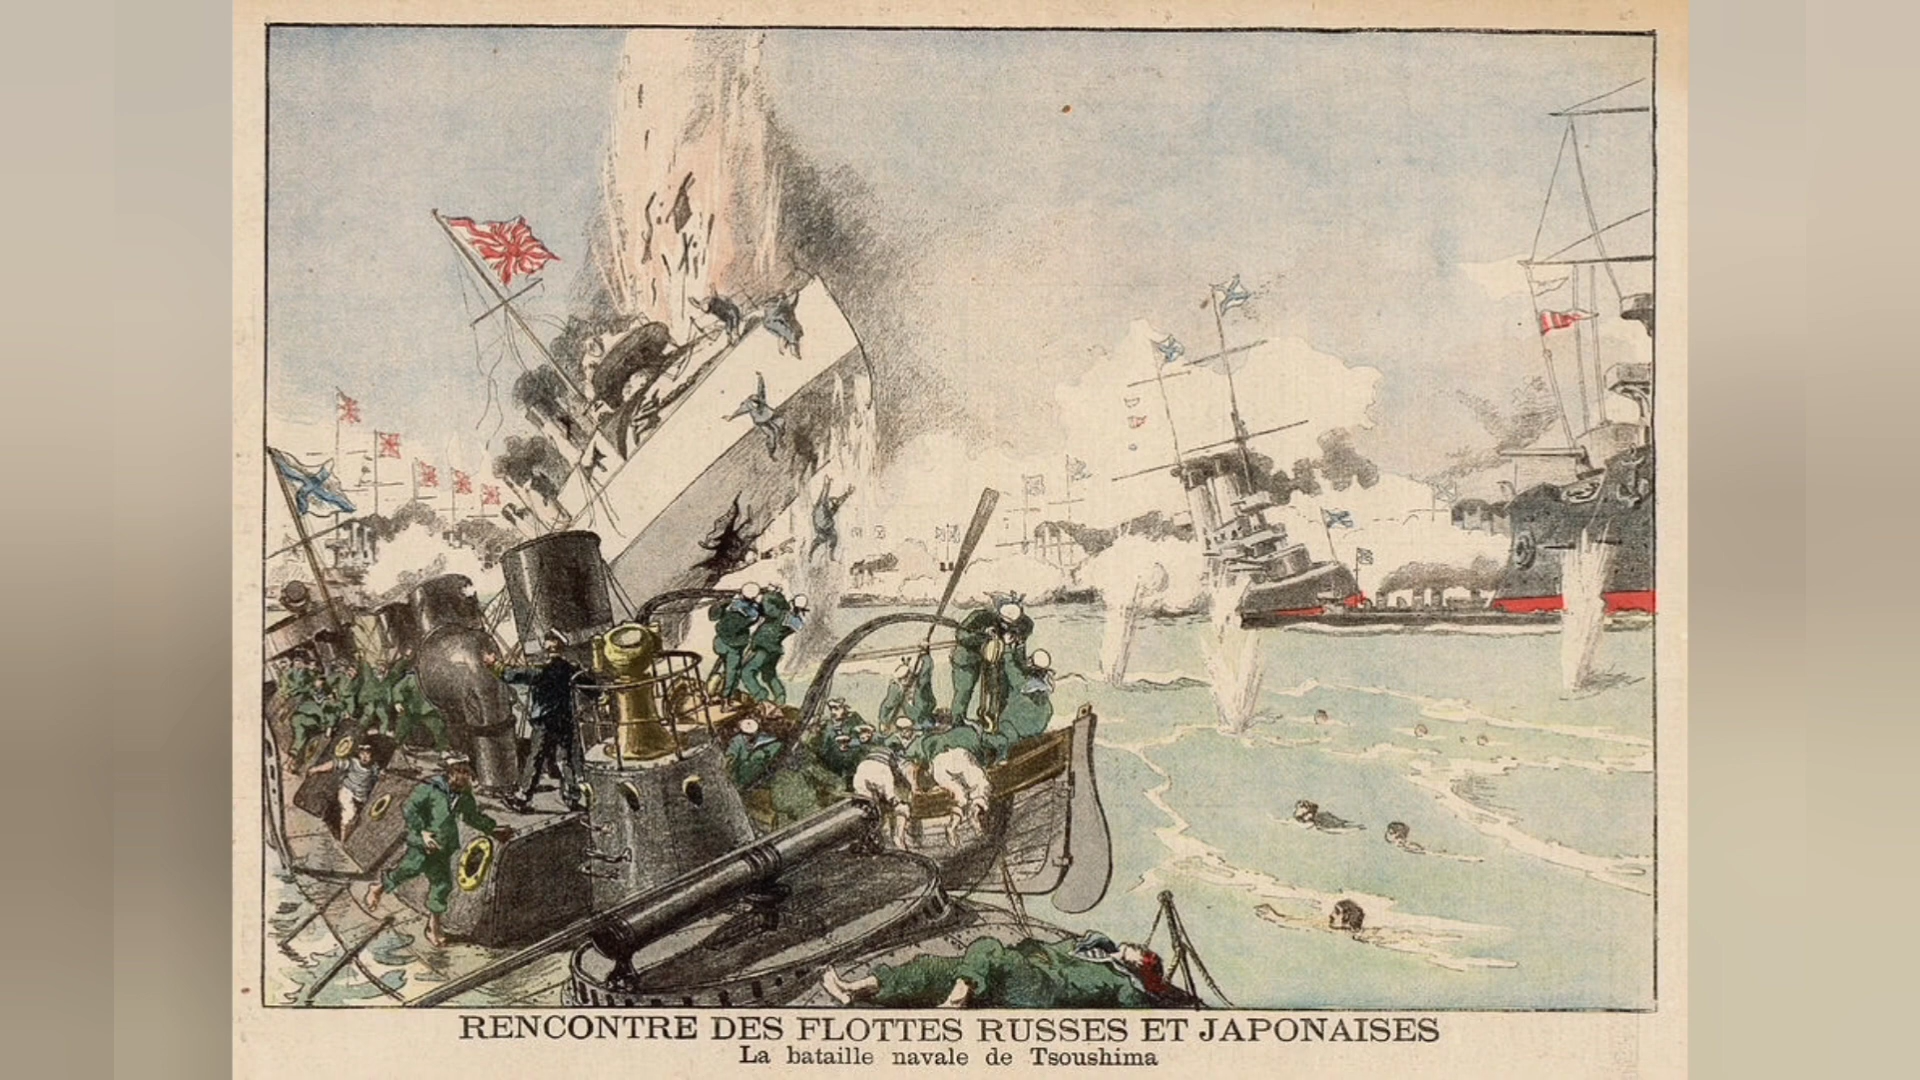 RENCONTRE DES FLOTTES RUSSES ET JAPONAISES
La bataille navale de Tsoushima